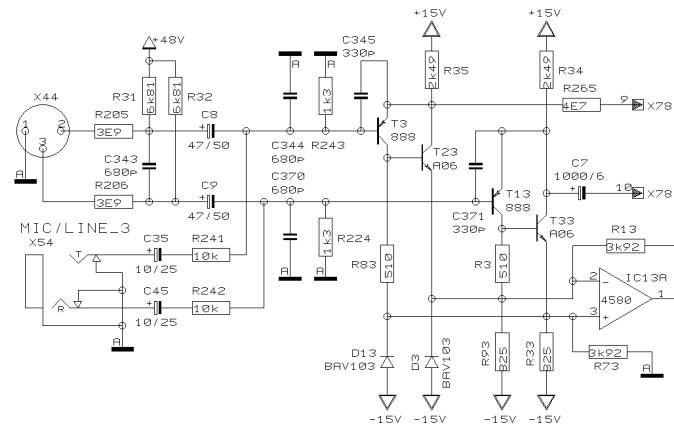 +15V +15V
C345
330p
+48V
X44
R31 6k81 6k81 R32
A A
2k49 R35 2k49 R34
R265
R205
C8
1k3
4E7 9 X78
1 2 3
3E9
T3
888
47/50
C343
680p
C344
680p
R243
T23
A06
C7
1000/6
R206
C9
C370
680p
T13
888
10 X78
A
3E9
47/50
C371
330p
T33
A06
MIC/LINE_3
X54
C35 R241
1k3 R224
R13
T
10k
R83 510 R3 510
3k92
10/25
IC13A
C45 R242
A A
2 -
4580 1
R
10k
3 +
10/25
A
D13
BAV103
D3 BAV103
R93 825 R33 825
3k92
R73
A
-15V -15V -15V -15V